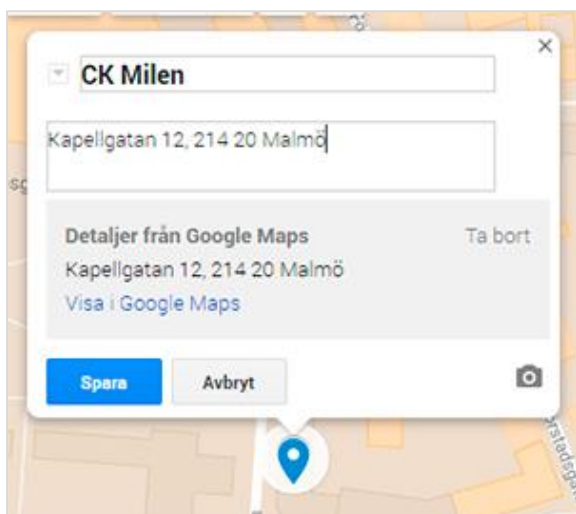 CK Milen
Kapellgatan 12, 214 20 Malmö
Detaljer från Google Maps
Ta bort
Kapellgatan 12, 214 20 Malmö
Visa i Google Maps
Spara
Avbryt